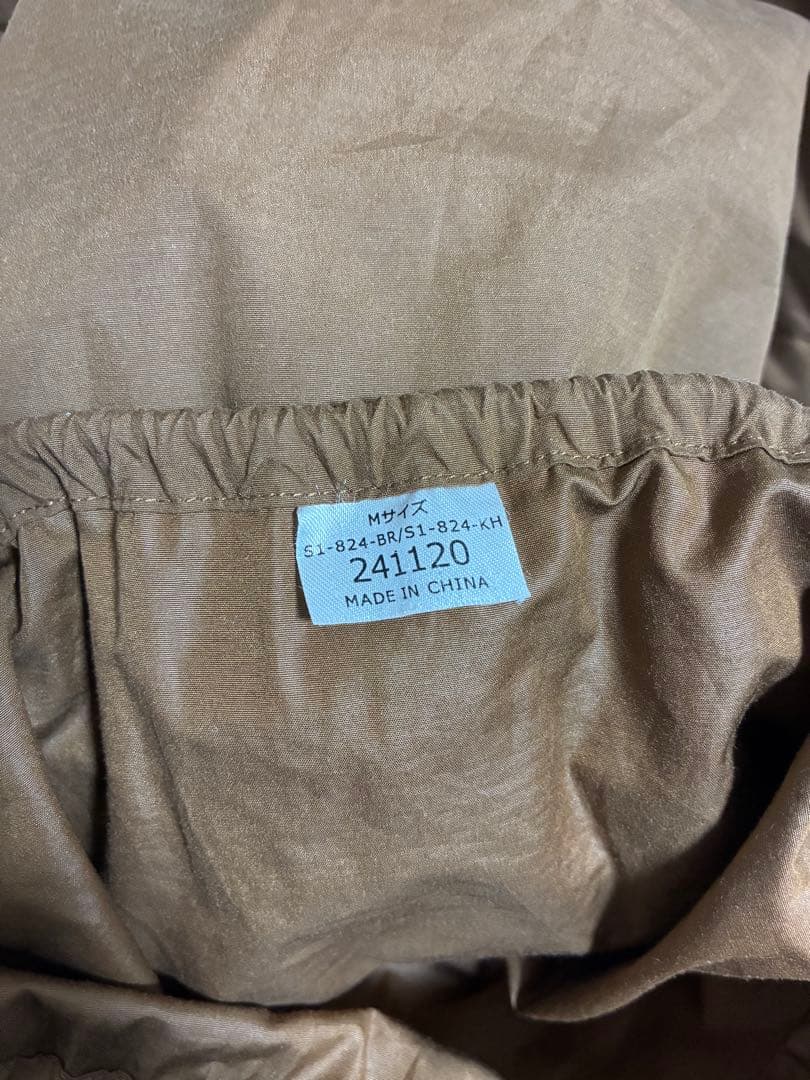 Mサイズ
S1-824-BR/S1-824-KH
241120
MADE IN CHINA